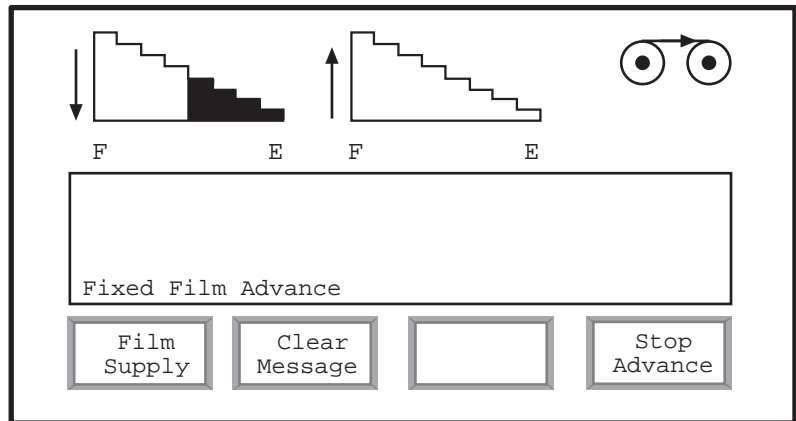 F E F E
Fixed Film Advance
Film
Supply
Clear
Message
Stop
Advance